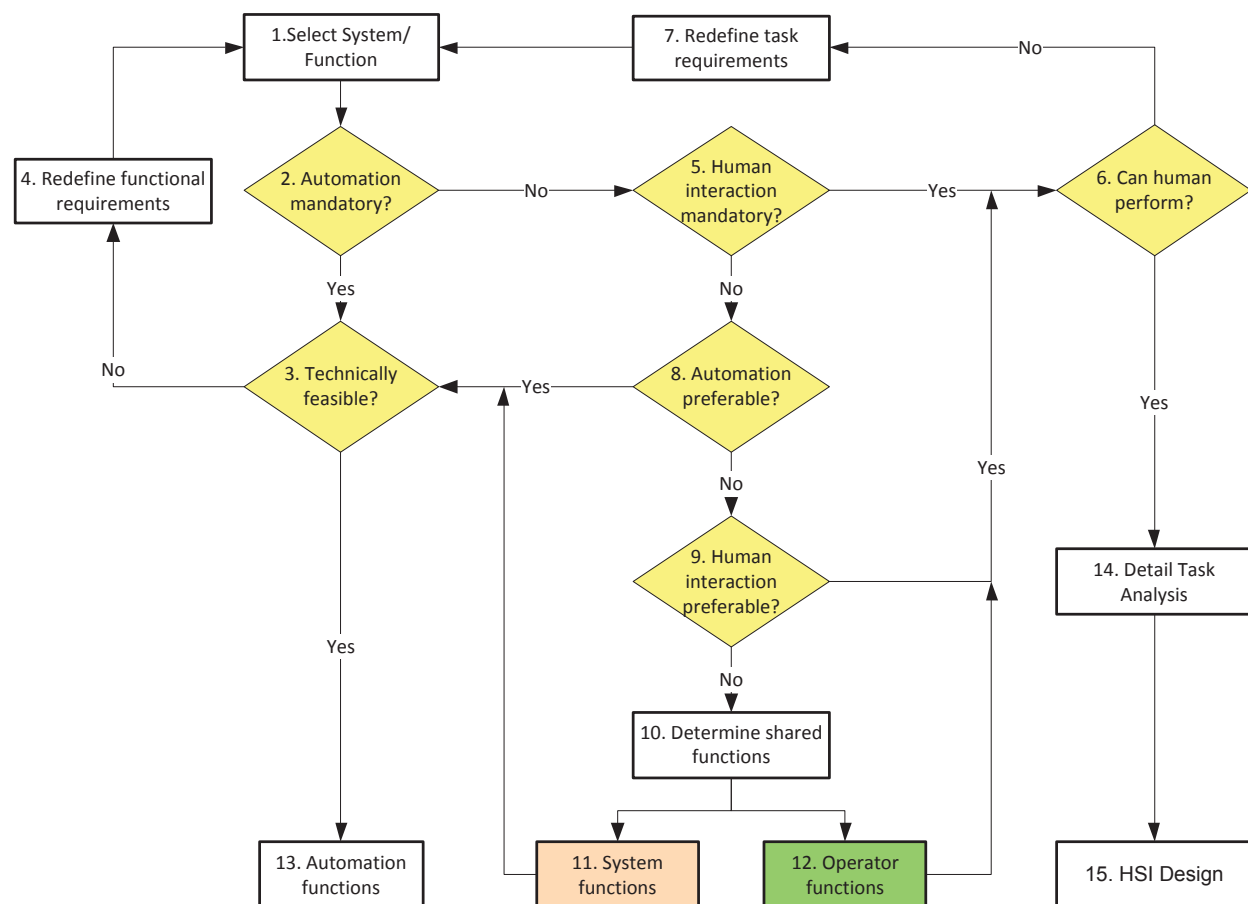 1.Select System/
Function
7. Redefine task
requirements
No
2. Automation
mandatory?
No
5. Human
interaction
mandatory?
Yes
6. Can human
perform?
4. Redefine functional
requirements
Yes
No
No
3. Technically
feasible?
Yes
8. Automation
preferable?
Yes
No
Yes
9. Human
interaction
preferable?
14. Detail Task
Analysis
Yes
No
10. Determine shared
functions
13. Automation
functions
11. System
functions
12. Operator
functions
15. HSI Design